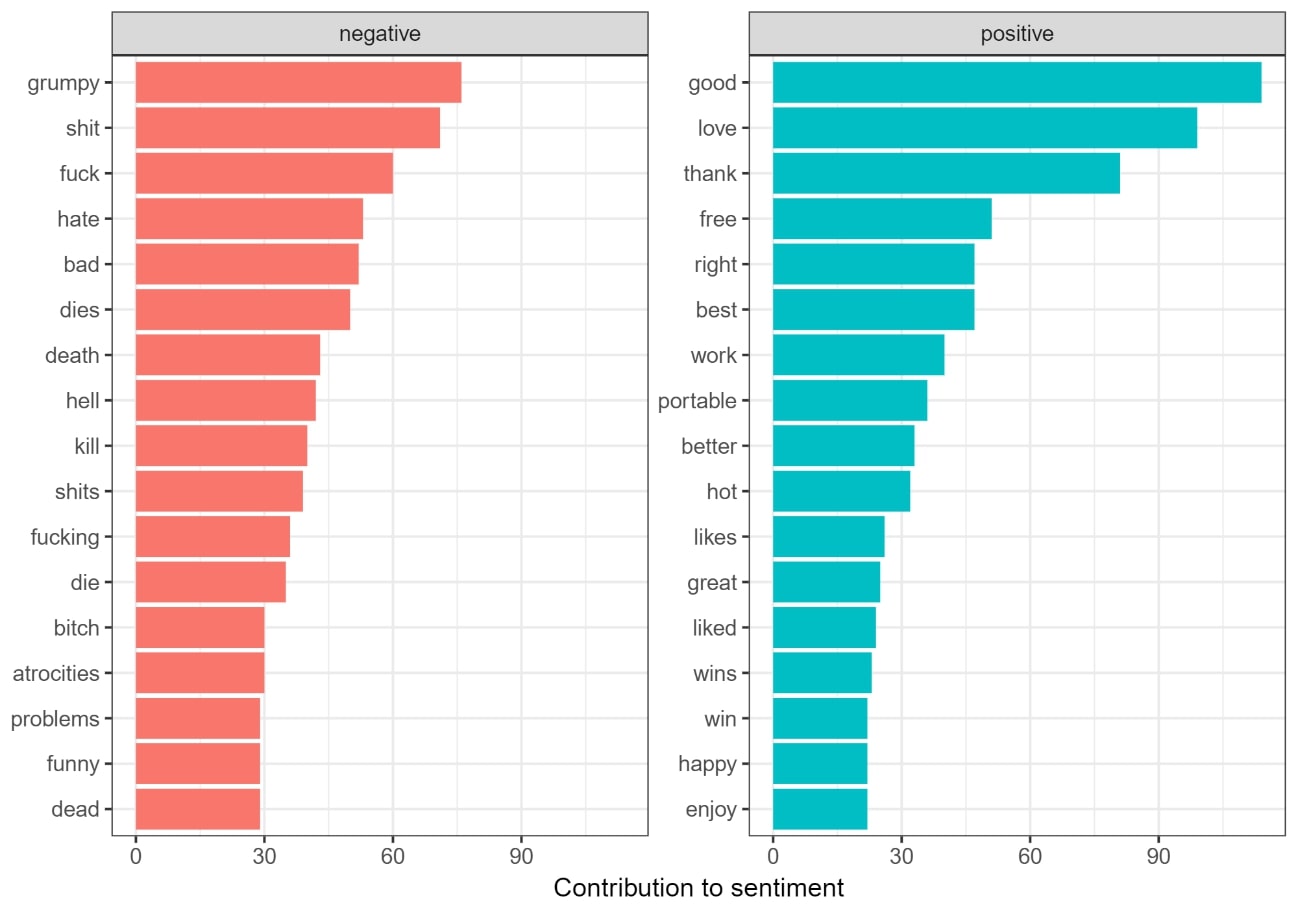 negative
grumpy
shit
fuck
hate
bad
dies
death
hell
kill
shits
fucking
die
bitch
atrocities
problems
funny
dead
0 30 60 90
positive
good
love
thank
free
right
best
work
portable
better
hot
likes
great
liked
wins
win
happy
enjoy
0 30 60 90
Contribution to sentiment